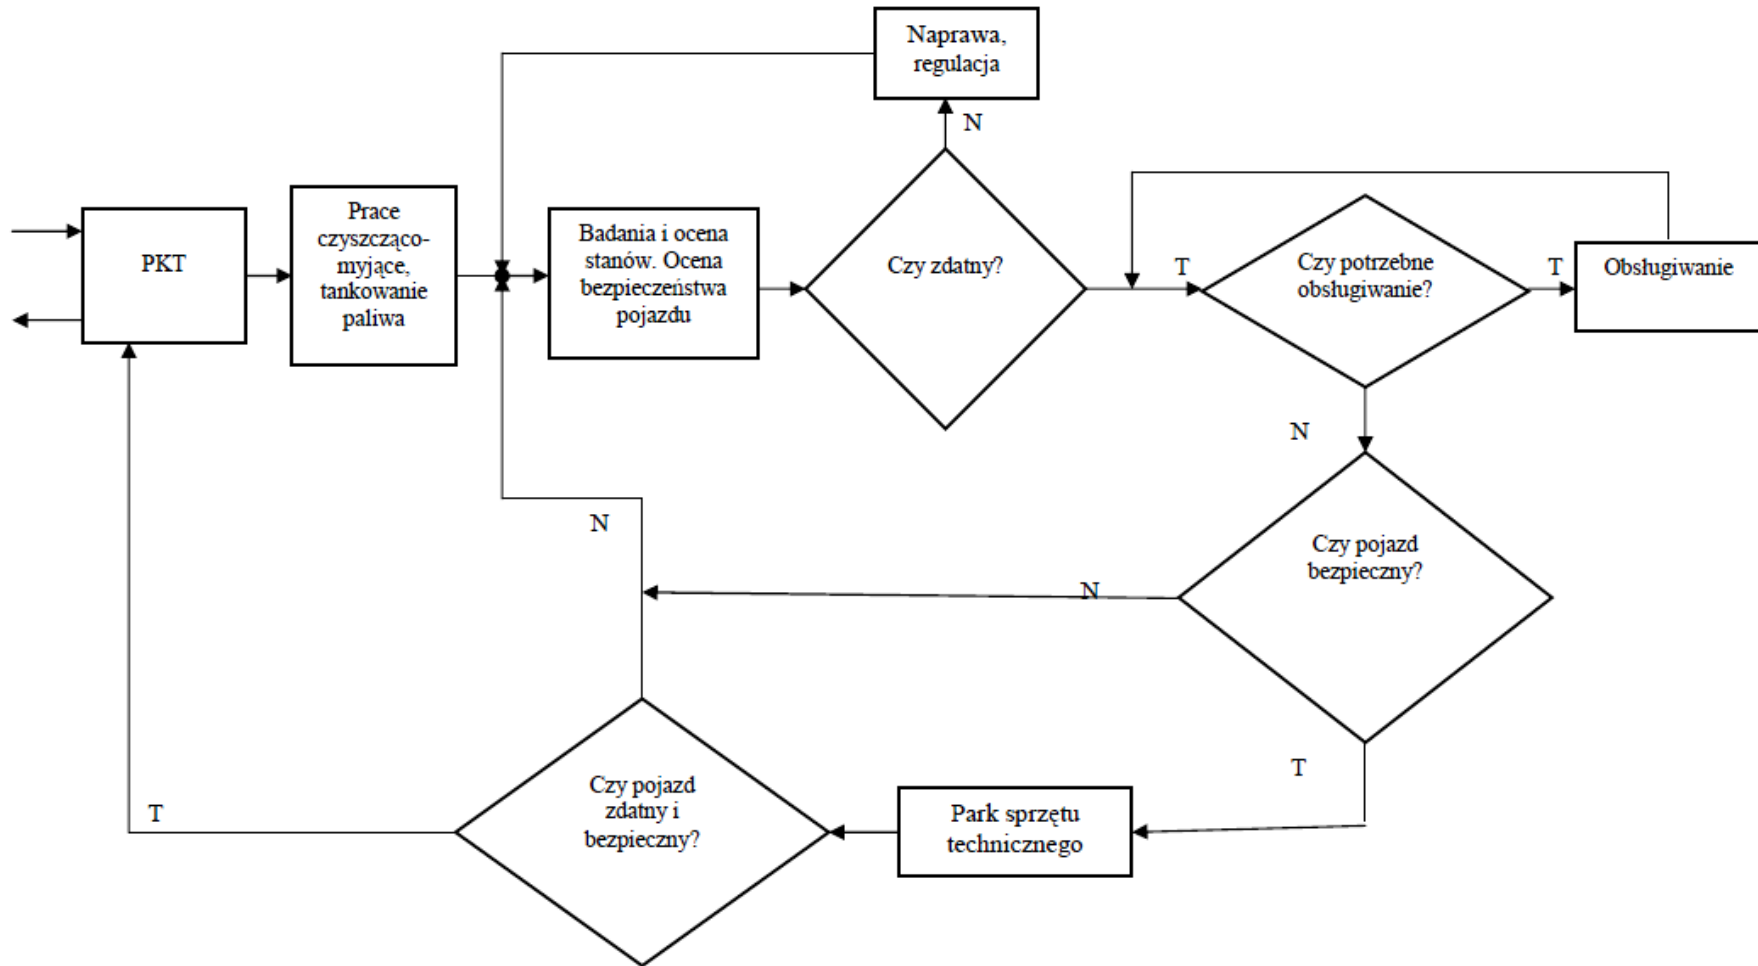 Naprawa,
regulacja
N
PKT
Prace
czyszcząco-
myjące,
tankowanie
paliwa
Badania i ocena
stanów. Ocena
bezpieczeństwa
pojazdu
Czy zdatny?
T
Czy potrzebne
obsługiwanie?
T
Obsługiwanie
N
N
Czy pojazd
bezpieczny?
N
T
Czy pojazd
zdatny i
bezpieczny?
T
Park sprzętu
technicznego